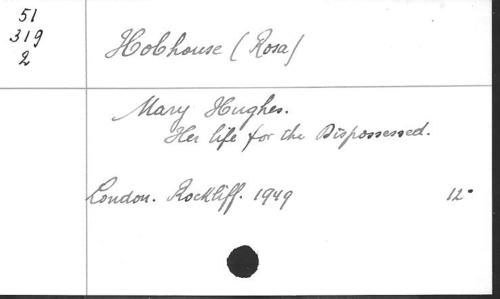 51
319
2
Hobhouse (Rosa)
Mary Hughes.
Her life for the Dispossessed.
London. Rockliff. 1949 12°